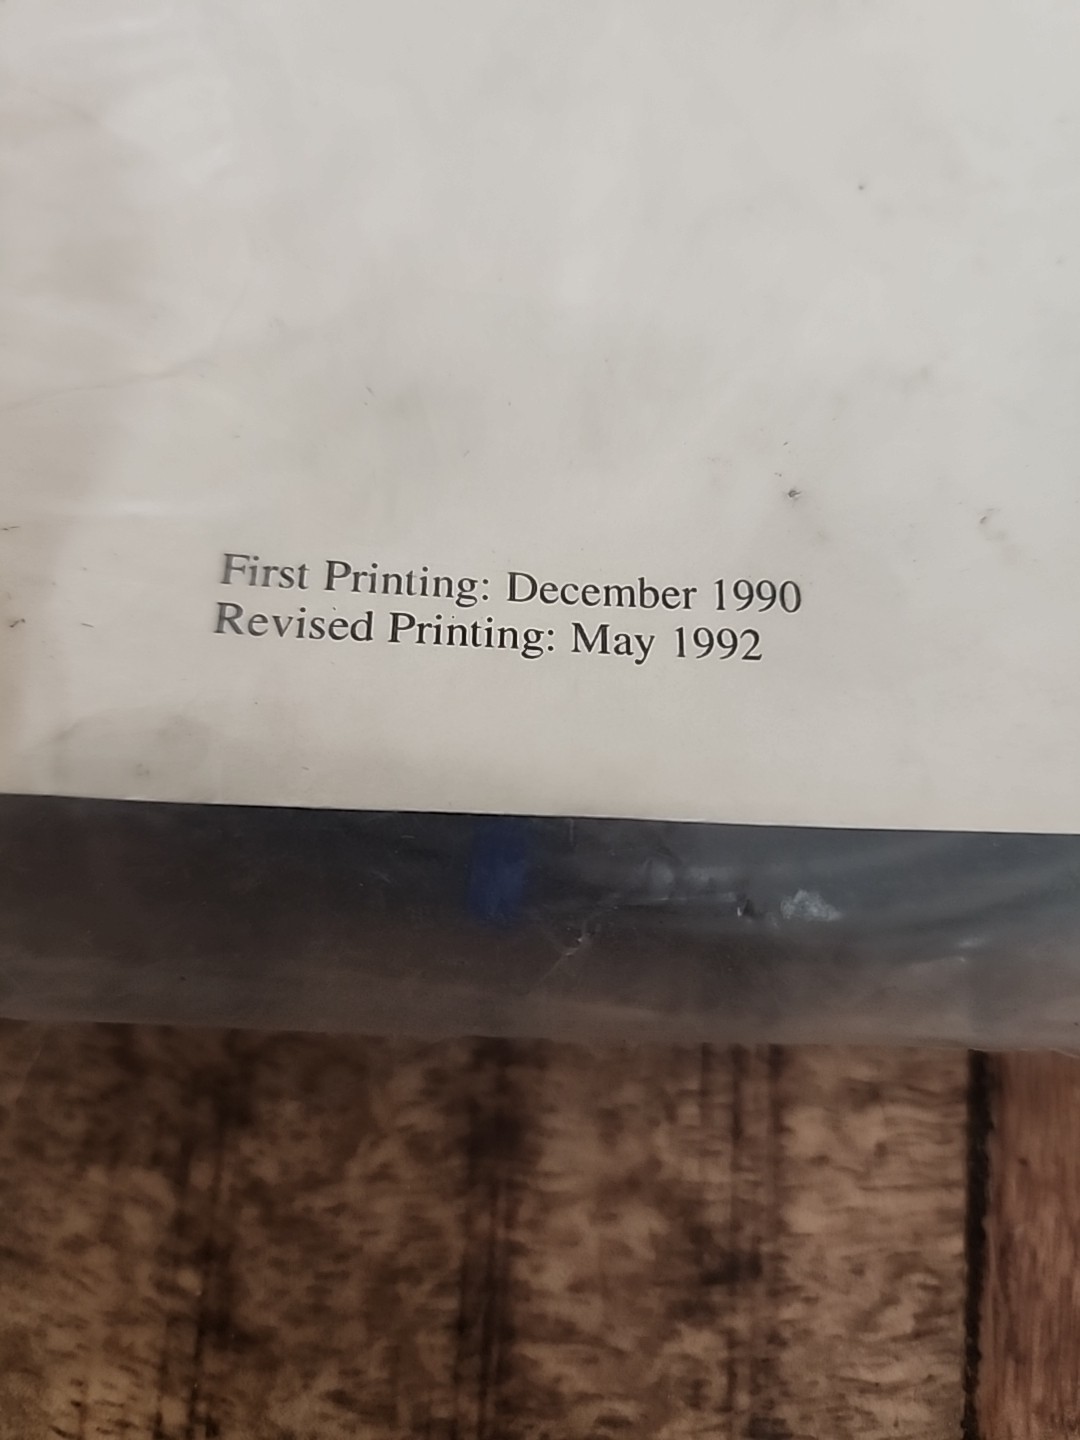 First Printing: December 1990
Revised Printing: May 1992